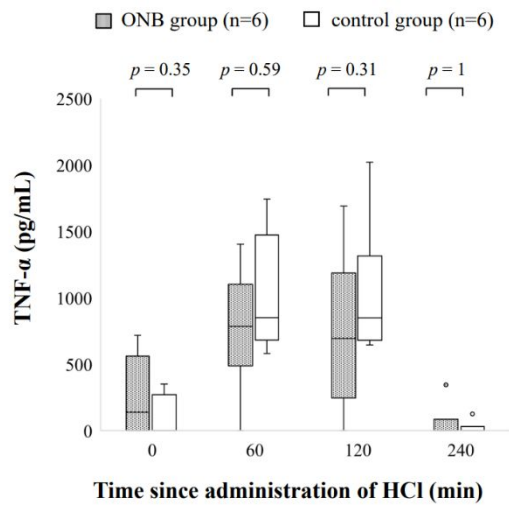 ONB group (n=6) control group (n=6)
p = 0.35 p = 0.59 p = 0.31 p = 1
2500
2000
1500
1000
500
0
TNF-α (pg/mL)
0 60 120 240
Time since administration of HCl (min)